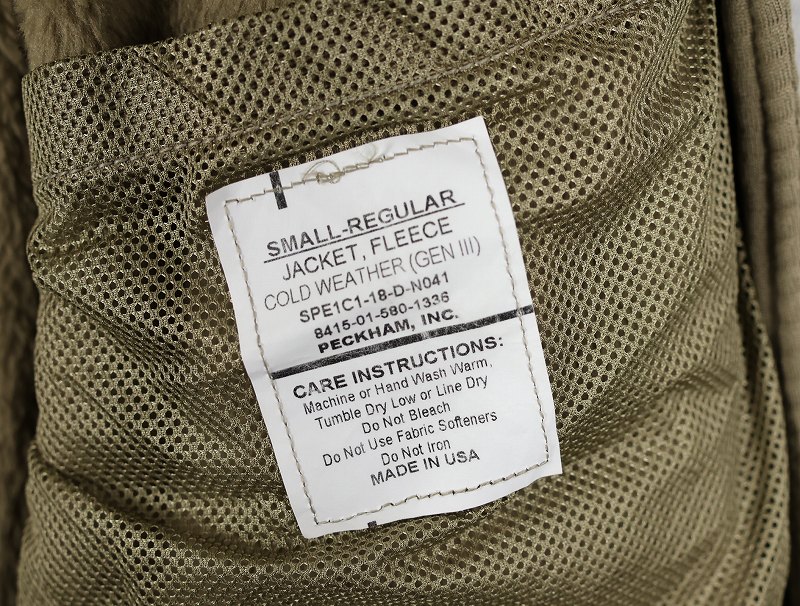 SMALL-REGULAR
JACKET, FLEECE
COLD WEATHER (GEN III)
SPE1C1-18-D-N041
8415-01-580-1336
PECKHAM, INC.
CARE INSTRUCTIONS:
Machine or Hand Wash Warm,
Tumble Dry Low or Line Dry
Do Not Bleach
Do Not Use Fabric Softeners
Do Not Iron
MADE IN USA